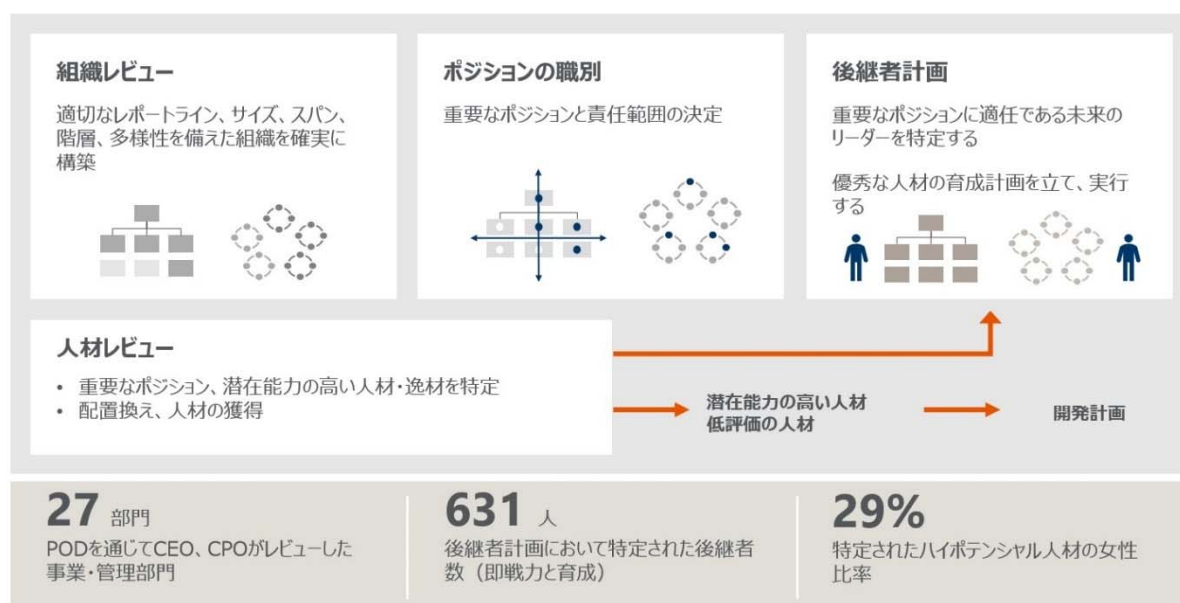 組織レビュー
適切なレポートライン、サイズ、スパン、
階層、多様性を備えた組織を確実に
構築
ポジションの職別
重要なポジションと責任範囲の決定
後継者計画
重要なポジションに適任である未来の
リーダーを特定する
優秀な人材の育成計画を立て、実行
する
人材レビュー
• 重要なポジション、潜在能力の高い人材・逸材を特定
• 配置換え、人材の獲得
潜在能力の高い人材
低評価の人材
開発計画
27 部門
PODを通じてCEO、CPOがレビューした
事業・管理部門
631 人
後継者計画において特定された後継者
数（即戦力と育成）
29%
特定されたハイポテンシャル人材の女性
比率